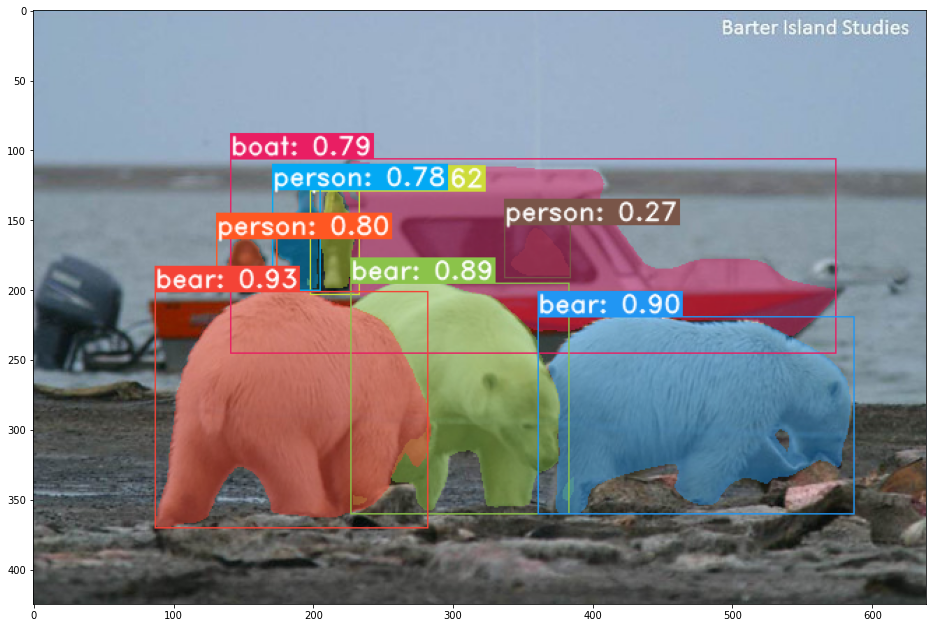 Barter Island Studies
boat: 0.79
person: 0.78 62
person: 0.27
person: 0.80
bear: 0.89
bear: 0.93
bear: 0.90
0
50
100
150
200
250
300
350
400
0 100 200 300 400 500 600